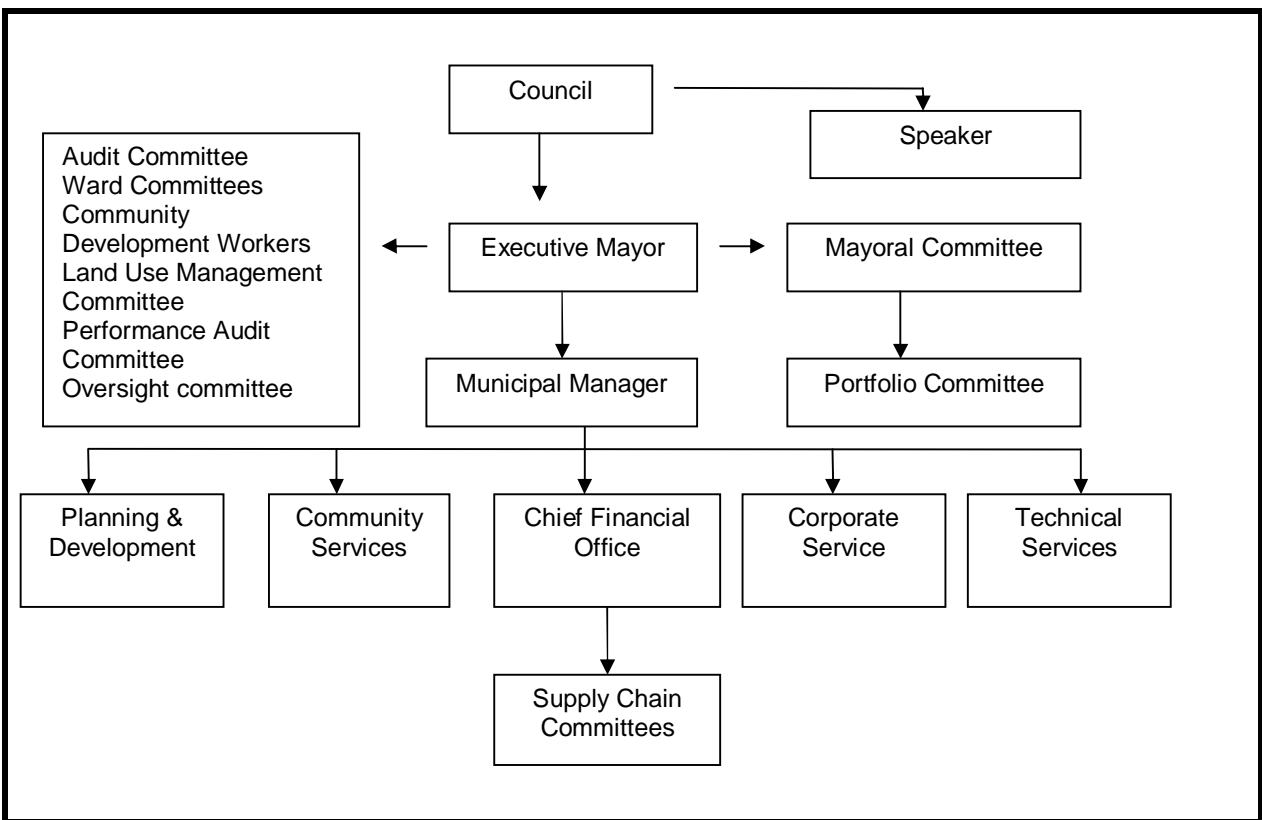 Council
Speaker
Audit Committee
Ward Committees
Community
Development Workers
Land Use Management
Committee
Performance Audit
Committee
Oversight committee
Executive Mayor
Mayoral Committee
Municipal Manager
Portfolio Committee
Planning &
Development
Community
Services
Chief Financial
Office
Corporate
Service
Technical
Services
Supply Chain
Committees